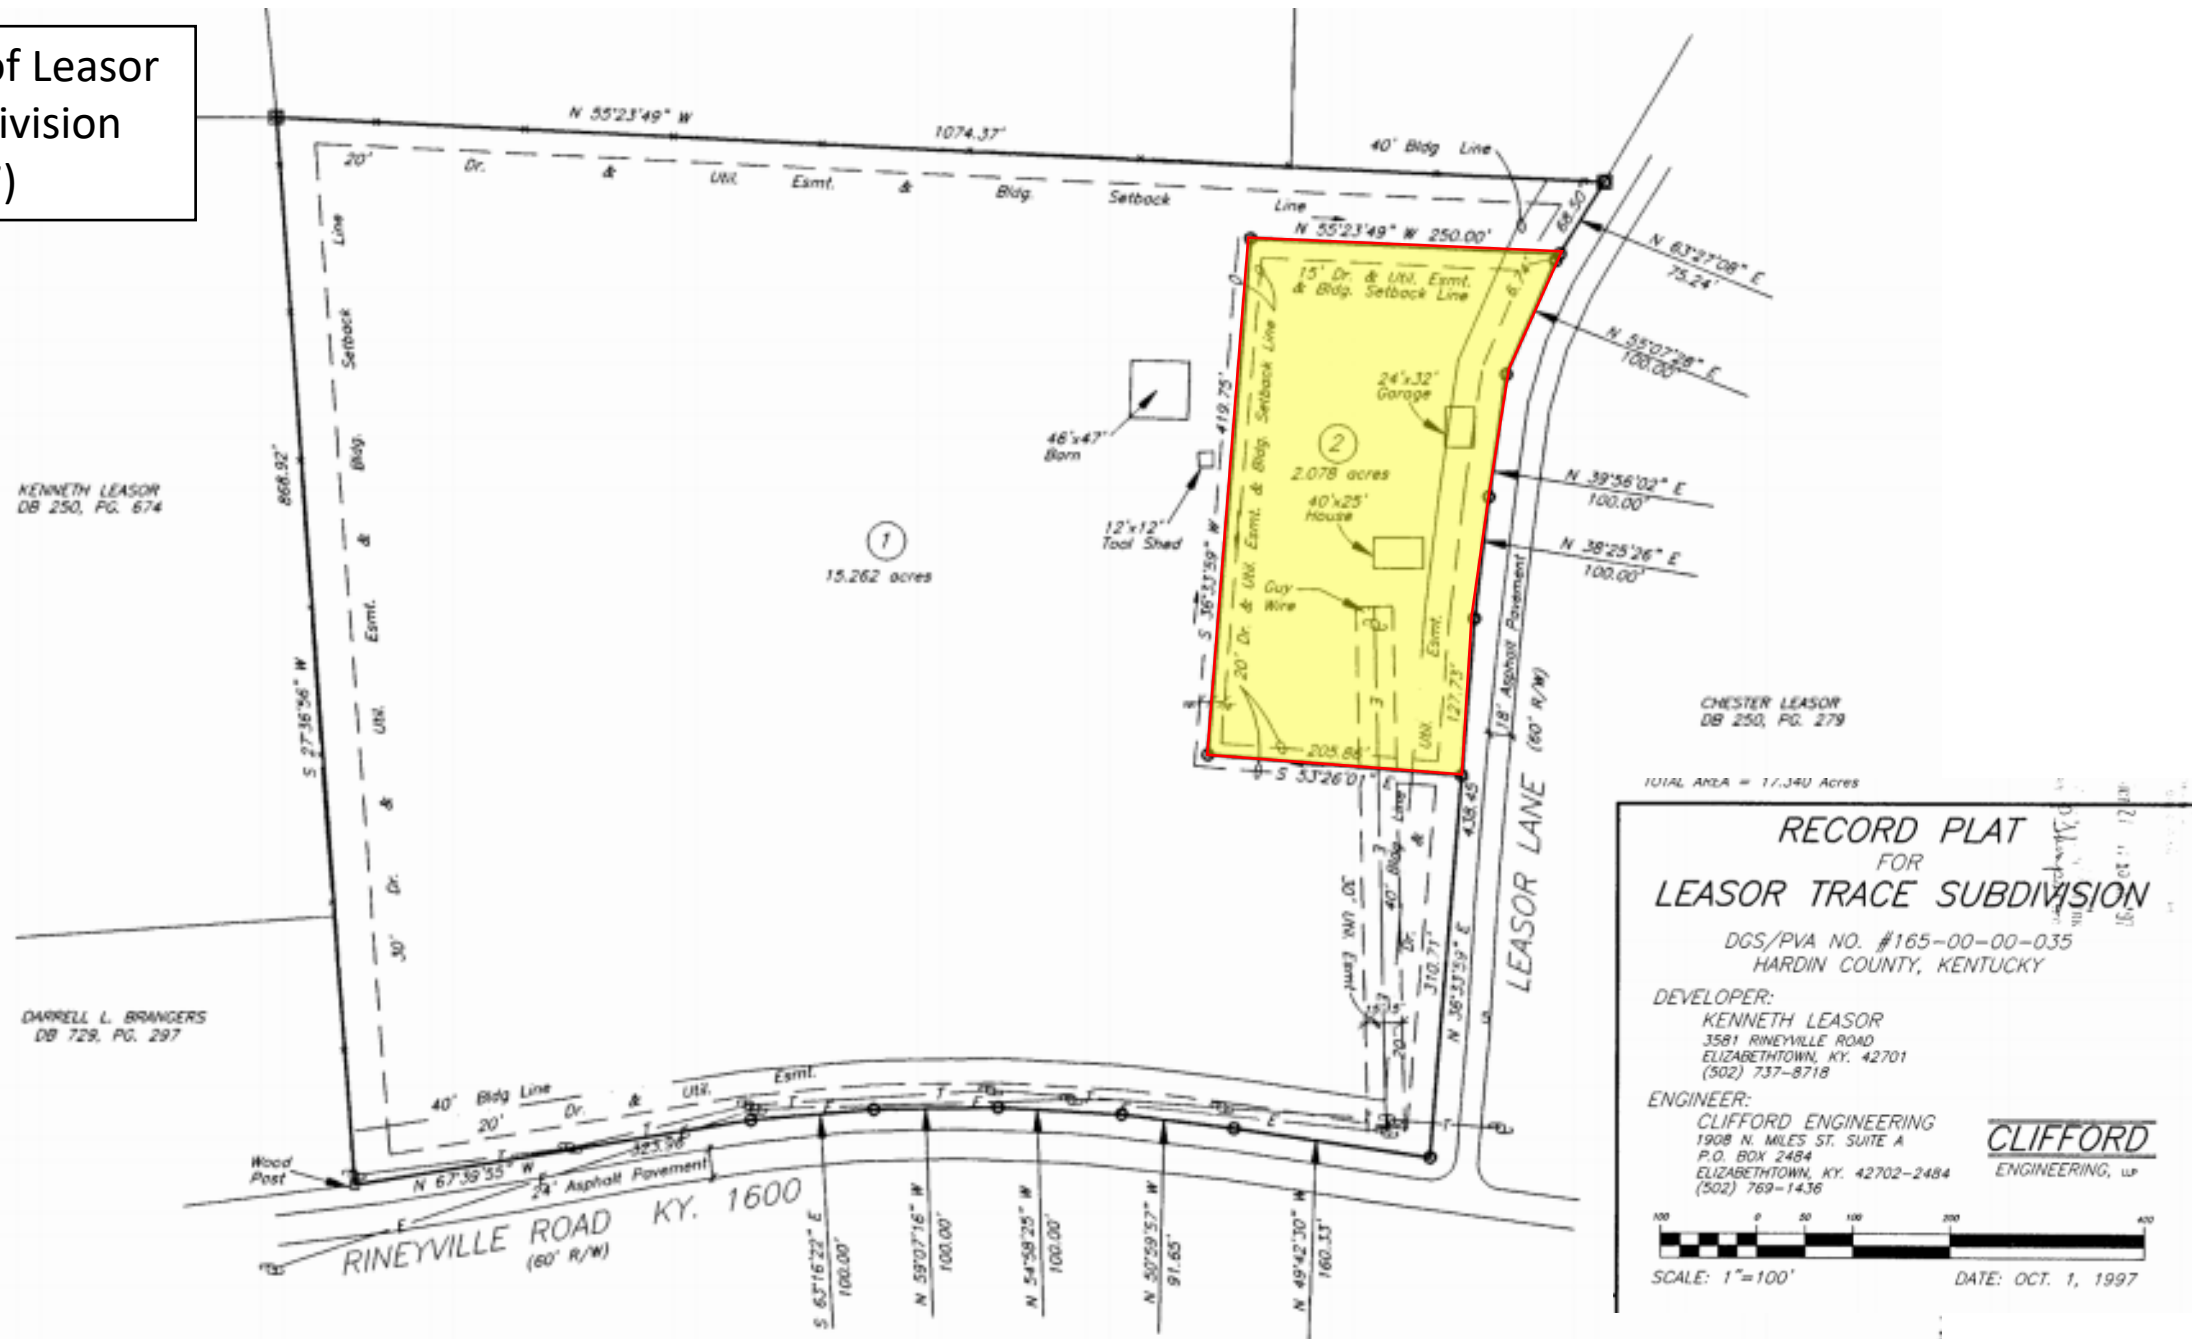 of Leasor
ivision
)
N 55°23'49" W
1074.37'
40' Bldg Line
20' Dr. & Util. Esmt. & Bldg. Setback Line
68.50'
N 63°27'08" E
75.24'
N 55°23'49" W 250.00'
15' Dr. & Util. Esmt.
& Bldg. Setback Line
6.74'
N 55°07'28" E
100.00'
24'x32'
Garage
2
2.078 acres
40'x25'
House
Guy
Wire
N 39°56'02" E
100.00'
N 38°25'26" E
100.00'
419.75'
S 36°33'59" W
20' Dr. & Util. Esmt. & Bldg. Setback Line
46'x47'
Barn
12'x12'
Tool Shed
1
15.262 acres
KENNETH LEASOR
DB 250, PG. 674
868.92'
S 27°36'56" W
30' Dr. & Util. Esmt. & Bldg. Setback Line
Util. Esmt.
127.73'
18' Asphalt Pavement
LEASOR LANE (60' R/W)
205.86'
S 53°26'01"
438.45'
CHESTER LEASOR
DB 250, PG. 279
TOTAL AREA = 17.340 Acres
40' Bldg Line
30' Util. Esmt.
Dr. &
310.71'
N 36°33'59" E
20'
DARRELL L. BRANGERS
DB 729, PG. 297
40' Bldg Line
20' Dr. & Util. Esmt.
Wood
Post
N 67°39'55" W
323.96'
24' Asphalt Pavement
RINEYVILLE ROAD KY. 1600
(60' R/W)
S 63°16'22" E
100.00'
N 59°07'16" W
100.00'
N 54°58'25" W
100.00'
N 50°59'57" W
91.65'
N 49°42'30" W
160.33'
RECORD PLAT
FOR
LEASOR TRACE SUBDIVISION
DGS/PVA NO. #165-00-00-035
HARDIN COUNTY, KENTUCKY
DEVELOPER:
KENNETH LEASOR
3581 RINEYVILLE ROAD
ELIZABETHTOWN, KY. 42701
(502) 737-8718
ENGINEER:
CLIFFORD ENGINEERING
1908 N. MILES ST. SUITE A
P.O. BOX 2484
ELIZABETHTOWN, KY. 42702-2484
(502) 769-1436
CLIFFORD
ENGINEERING, LLP
100 0 50 100 200 400
SCALE: 1"=100'
DATE: OCT. 1, 1997